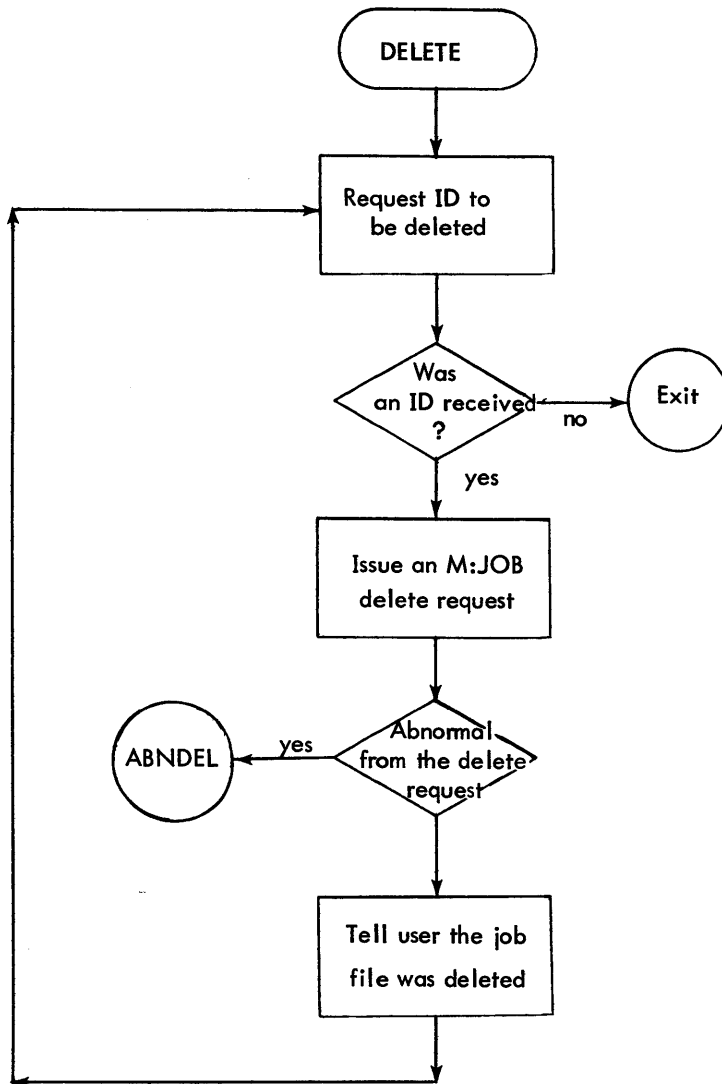 DELETE
Request ID to
be deleted
Was
an ID received
?
no
Exit
yes
Issue an M:JOB
delete request
Abnormal
from the delete
request
yes
ABNDEL
Tell user the job
file was deleted